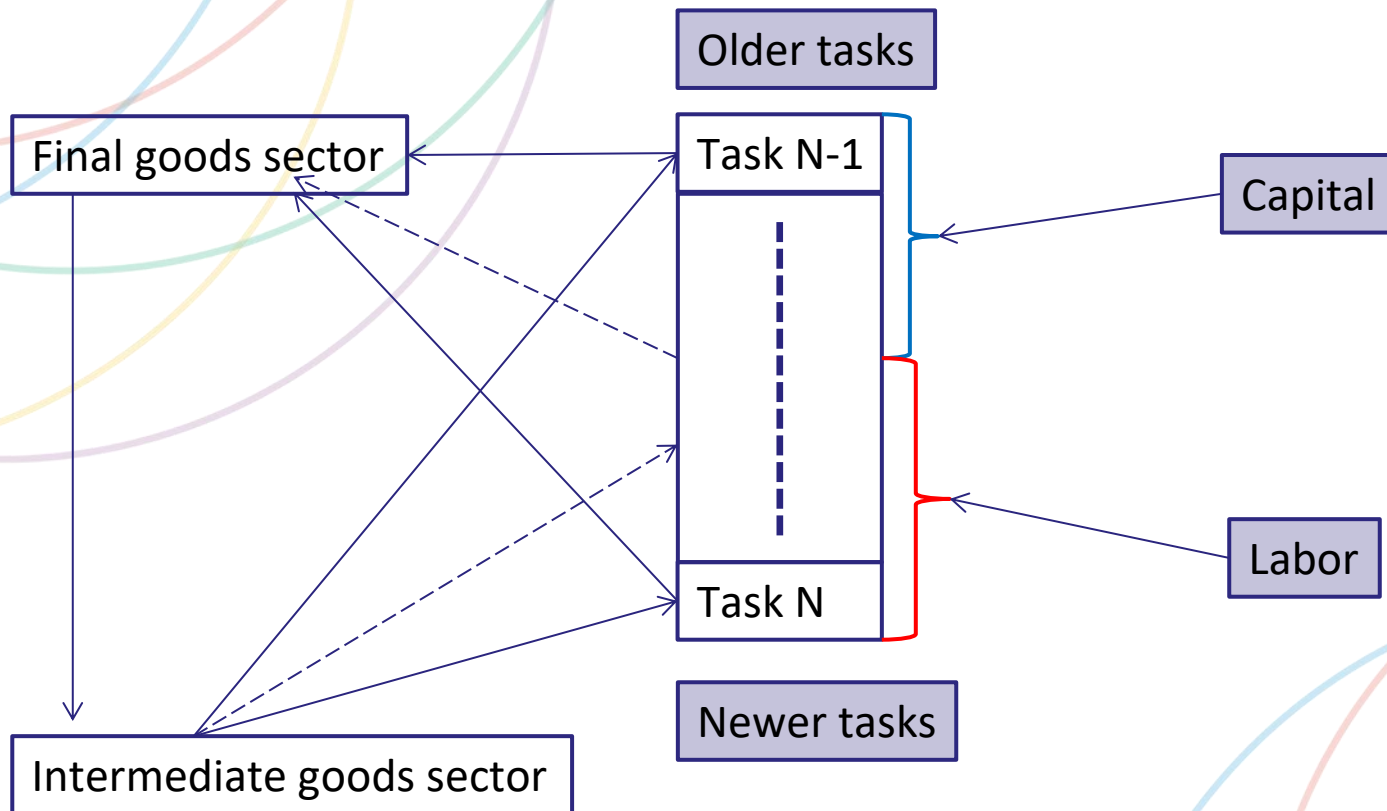 Older tasks
Final goods sector
Task N-1
Capital
Labor
Task N
Newer tasks
Intermediate goods sector